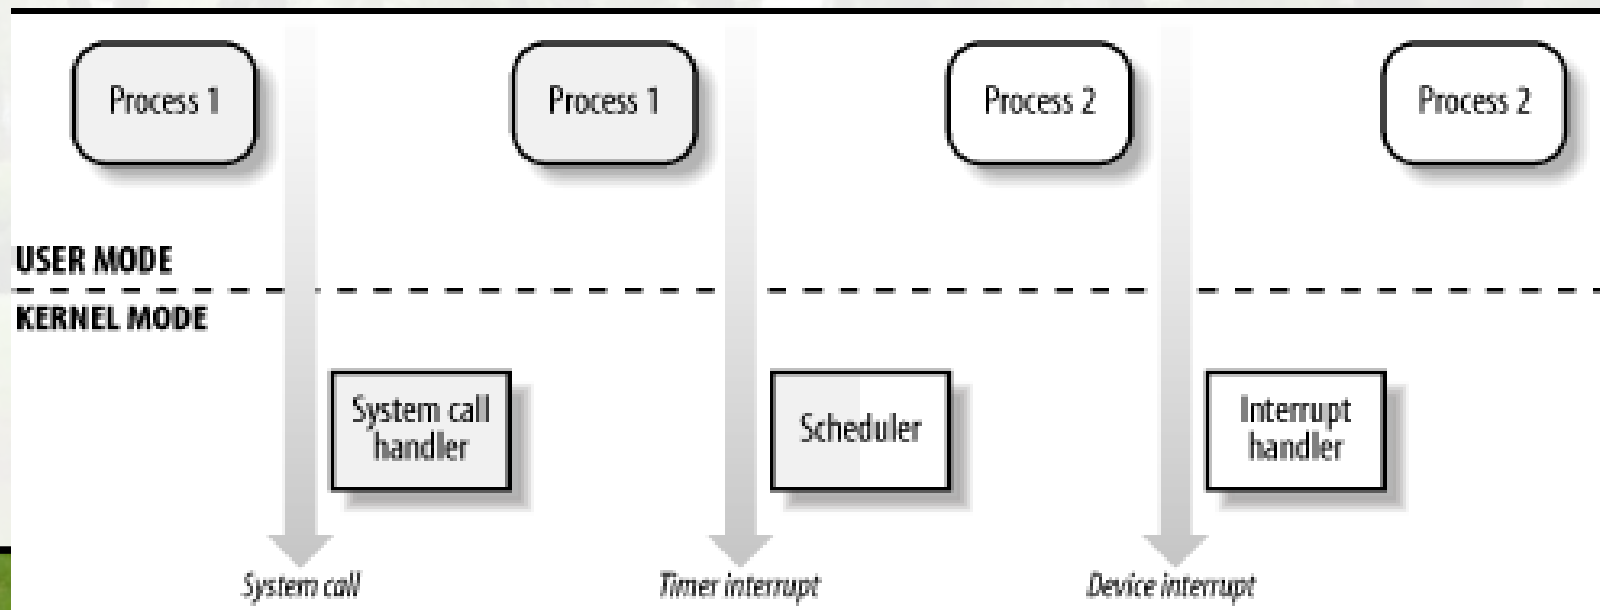 Process 1
Process 1
Process 2
Process 2
USER MODE
KERNEL MODE
System call
handler
Scheduler
Interrupt
handler
System call
Timer interrupt
Device interrupt